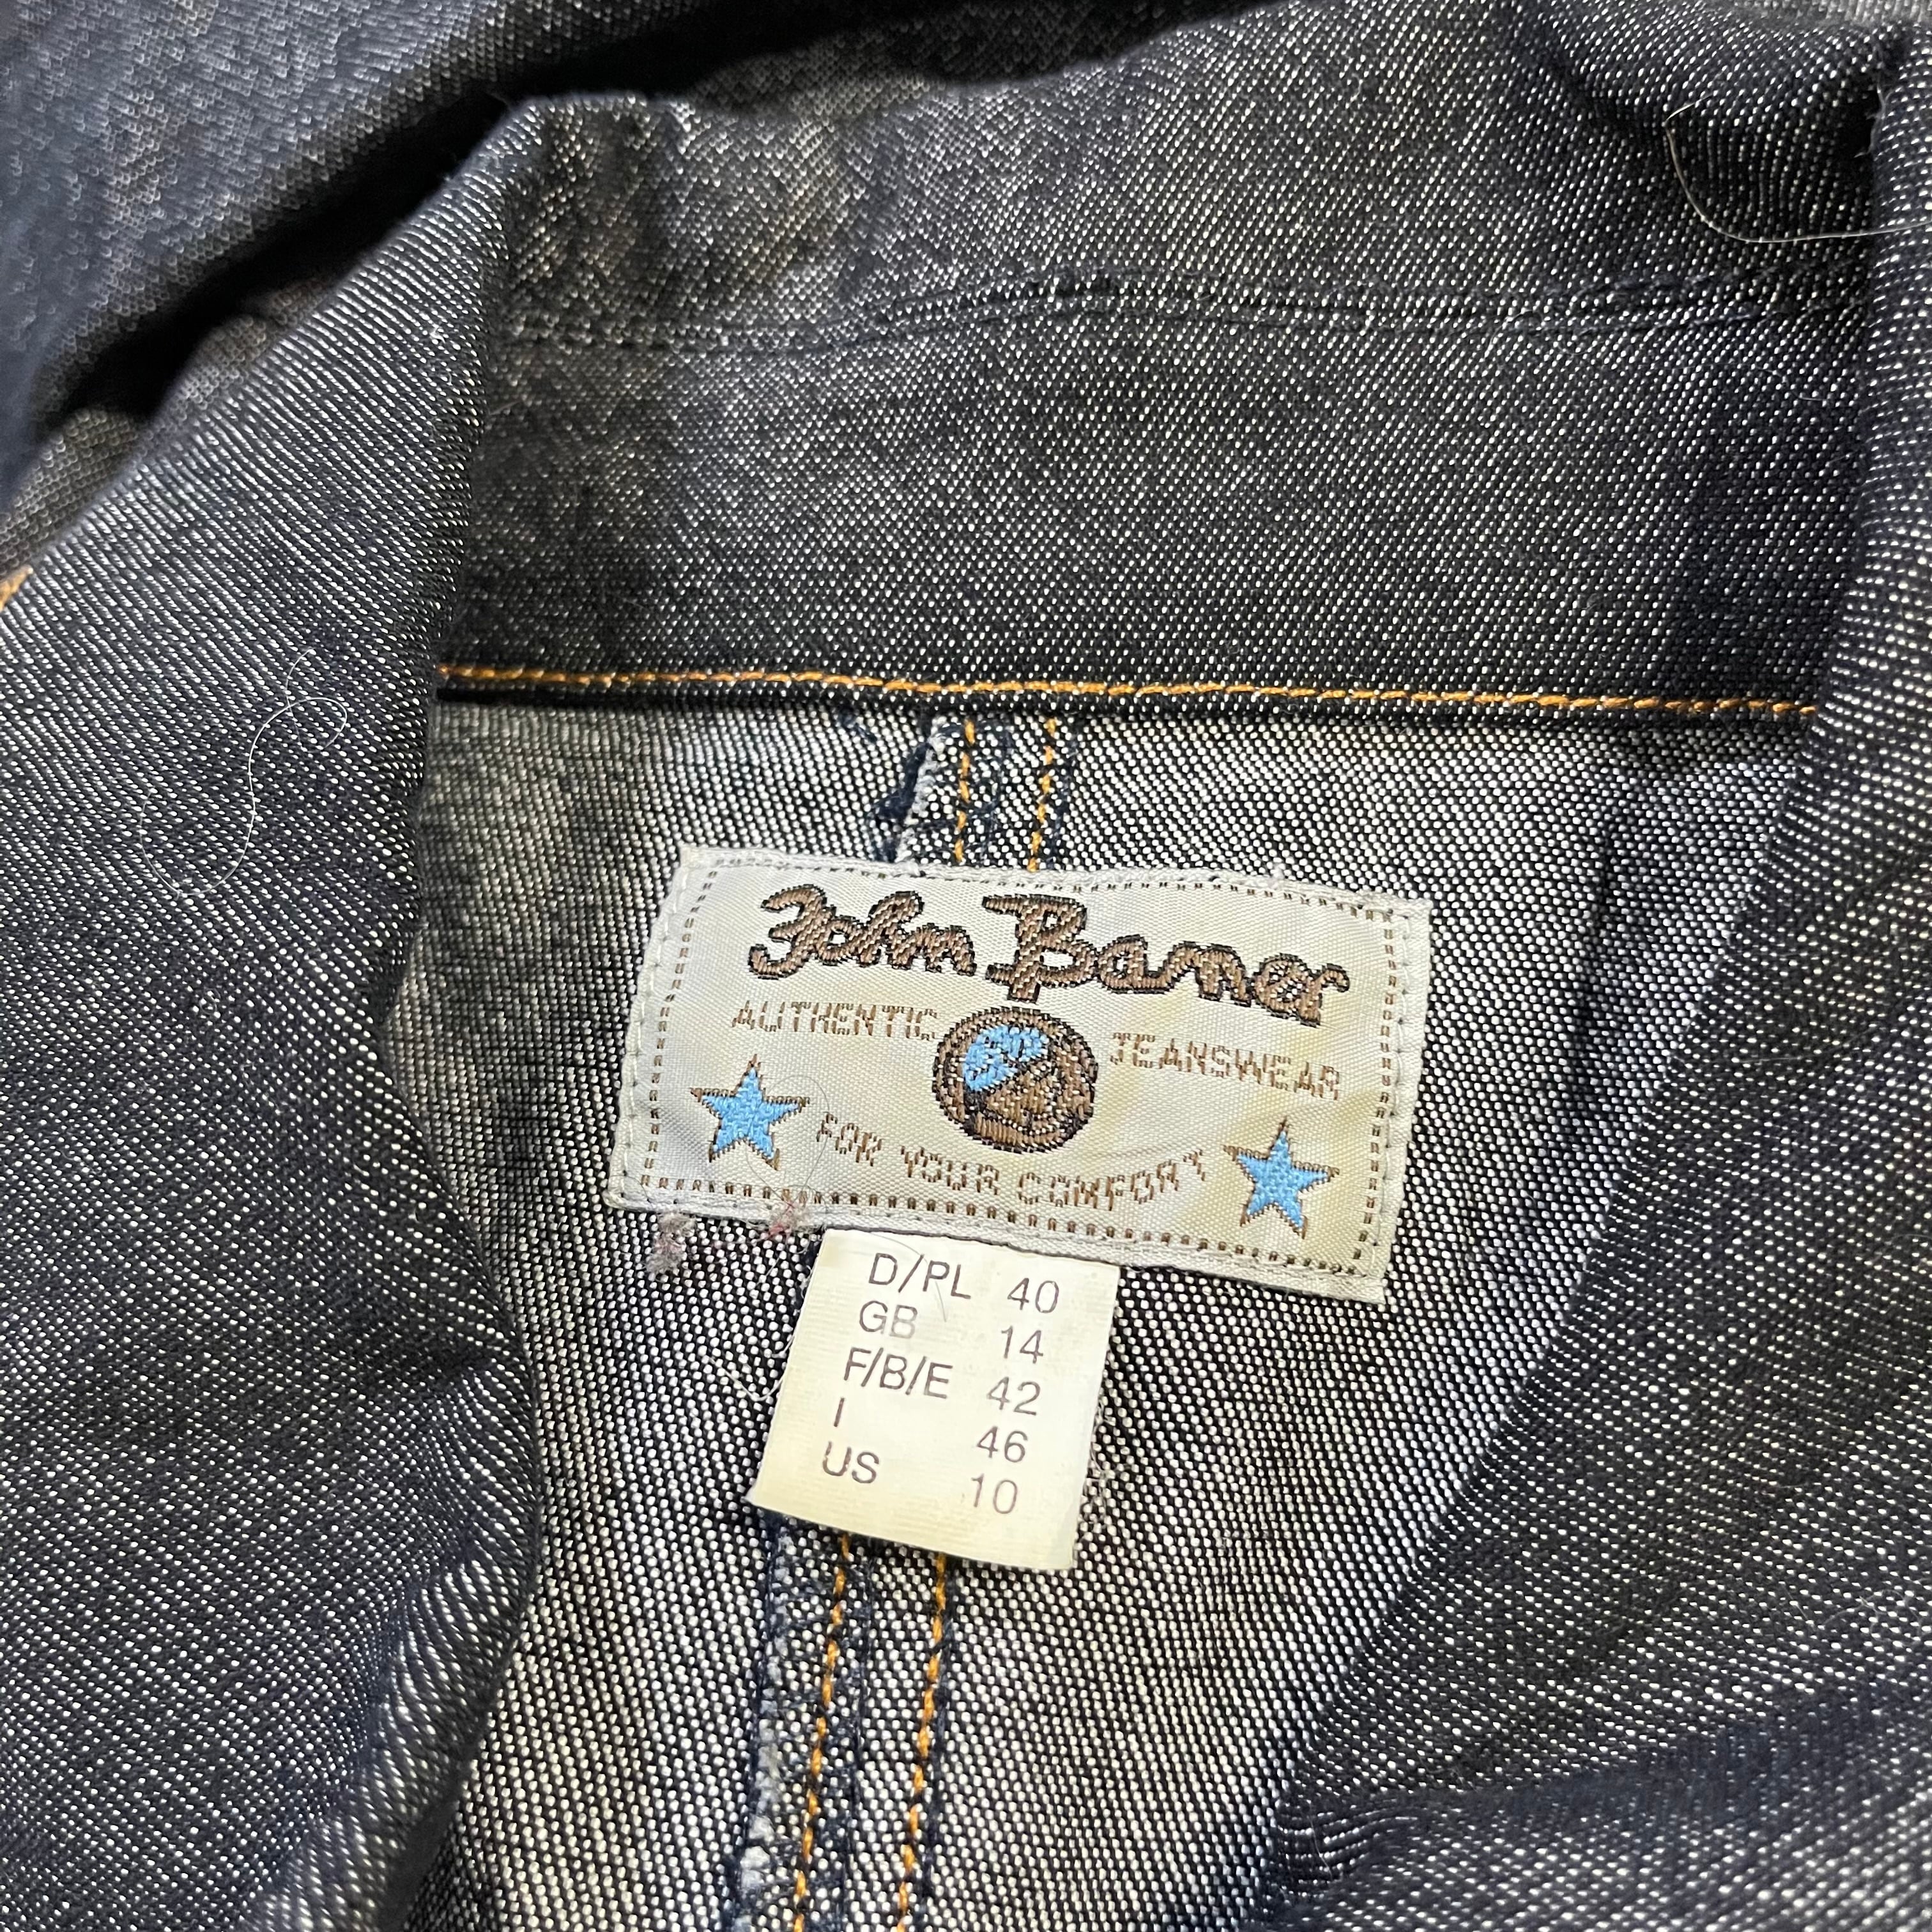 John Baner
AUTHENTIC JEANSWEAR
FOR YOUR COMFORT
D/PL 40
GB 14
F/B/E 42
I 46
US 10